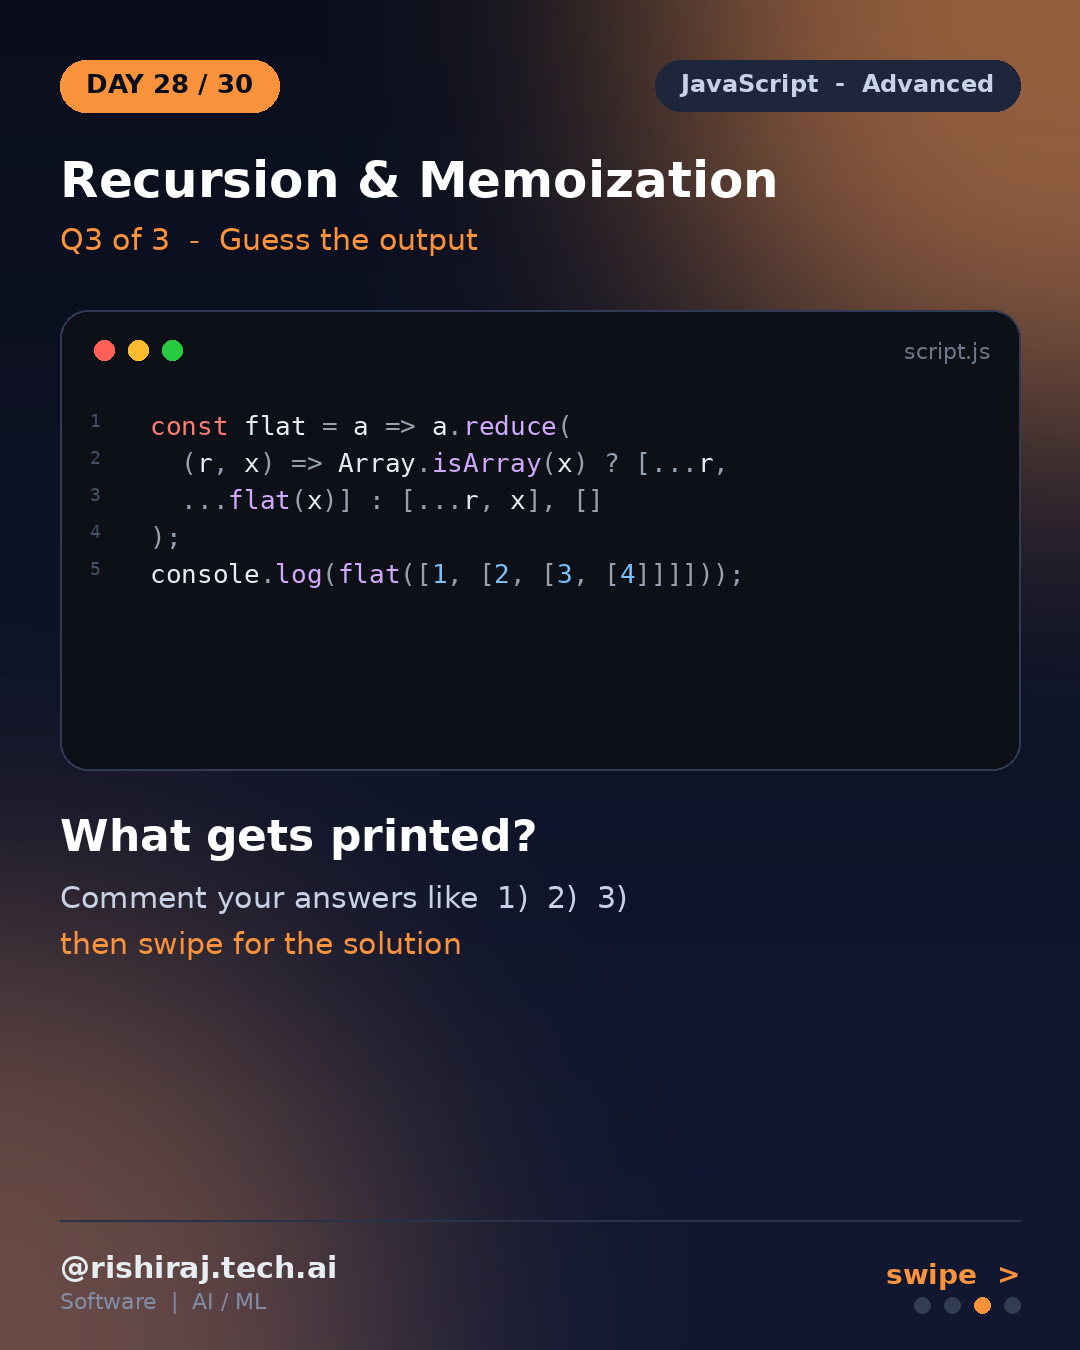 DAY 28 / 30
JavaScript - Advanced
Recursion & Memoization
Q3 of 3 - Guess the output
script.js
1 const flat = a => a.reduce(
2   (r, x) => Array.isArray(x) ? [...r,
3   ...flat(x)] : [...r, x], []
4 );
5 console.log(flat([1, [2, [3, [4]]]]));
What gets printed?
Comment your answers like 1) 2) 3)
then swipe for the solution
@rishiraj.tech.ai
Software | AI / ML
swipe >